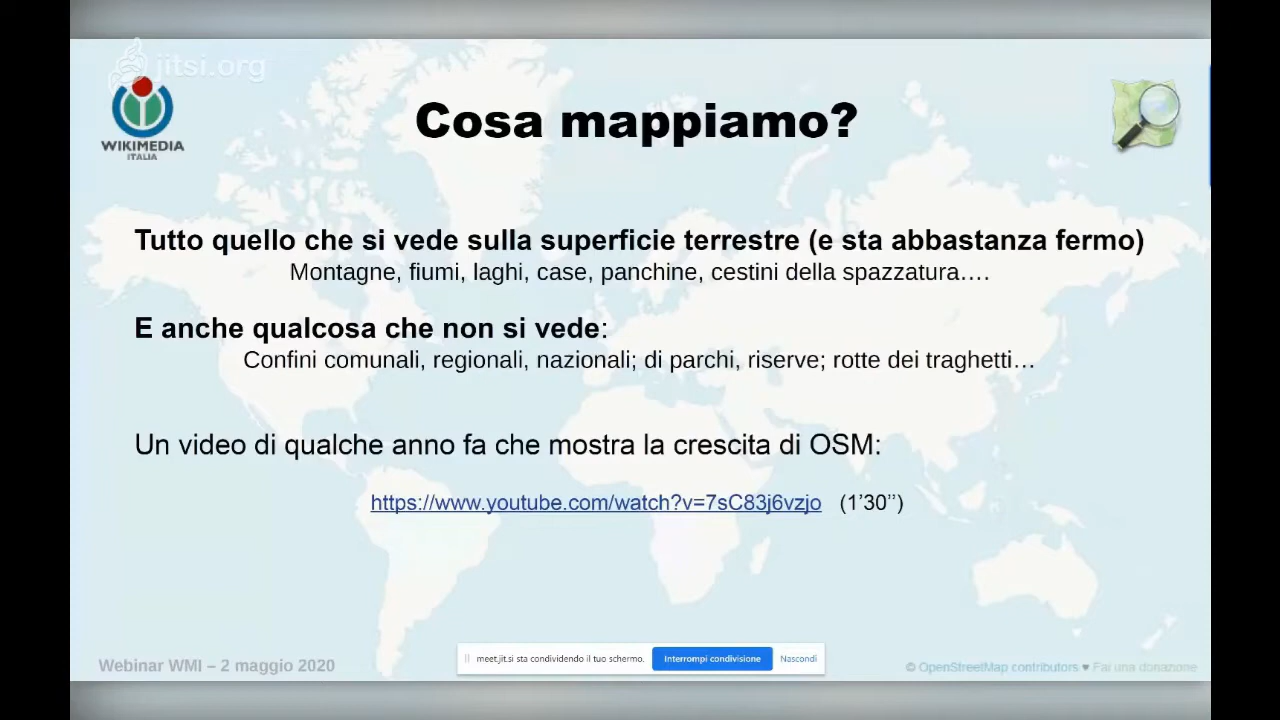 jitsi.org
WIKIMEDIA
ITALIA
Cosa mappiamo?
Tutto quello che si vede sulla superficie terrestre (e sta abbastanza fermo)
Montagne, fiumi, laghi, case, panchine, cestini della spazzatura….
E anche qualcosa che non si vede:
Confini comunali, regionali, nazionali; di parchi, riserve; rotte dei traghetti…
Un video di qualche anno fa che mostra la crescita di OSM:
https://www.youtube.com/watch?v=7sC83j6vzjo (1’30’’)
meet.jit.si sta condividendo il tuo schermo. Interrompi condivisione Nascondi
Webinar WMI – 2 maggio 2020
© OpenStreetMap contributors ♥ Fai una donazione